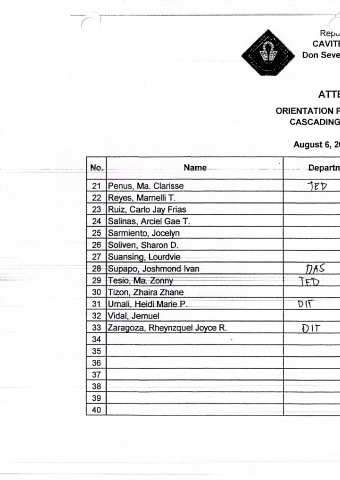 Repu
CAVITE
Don Seve
ATTE
ORIENTATION P
CASCADING
August 6, 20
No. Name Departm
21 Penus, Ma. Clarisse TED
22 Reyes, Marnelli T.
23 Ruiz, Carlo Jay Frias
24 Salinas, Arciel Gae T.
25 Sarmiento, Jocelyn
26 Soliven, Sharon D.
27 Suansing, Lourdvie
28 Supapo, Joshmond Ivan DAS
29 Tesio, Ma. Zonny TED
30 Tizon, Zhaira Zhane
31 Umali, Heidi Marie P. DIT
32 Vidal, Jemuel
33 Zaragoza, Rheynzquel Joyce R. DIT
34
35
36
37
38
39
40